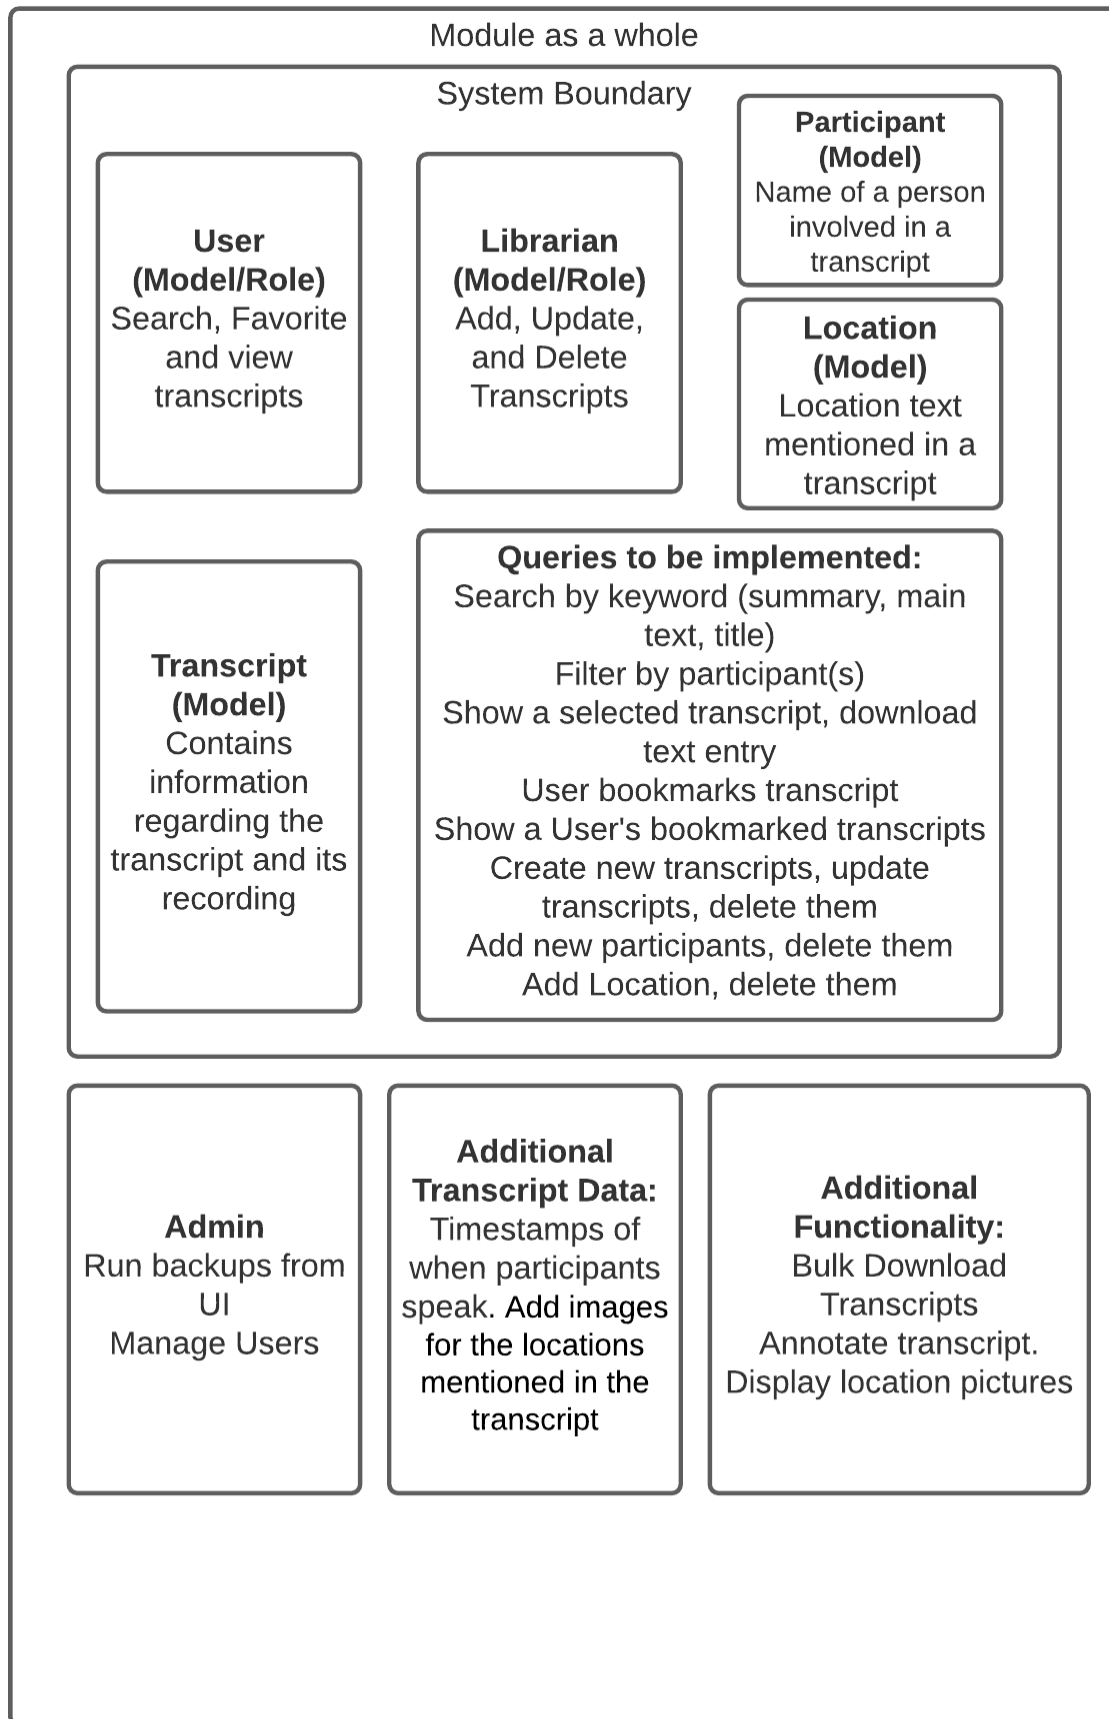 Module as a whole
System Boundary
User
(Model/Role)
Search, Favorite
and view
transcripts
Librarian
(Model/Role)
Add, Update,
and Delete
Transcripts
Participant
(Model)
Name of a person
involved in a
transcript
Location
(Model)
Location text
mentioned in a
transcript
Transcript
(Model)
Contains
information
regarding the
transcript and its
recording
Queries to be implemented:
Search by keyword (summary, main
text, title)
Filter by participant(s)
Show a selected transcript, download
text entry
User bookmarks transcript
Show a User's bookmarked transcripts
Create new transcripts, update
transcripts, delete them
Add new participants, delete them
Add Location, delete them
Admin
Run backups from
UI
Manage Users
Additional
Transcript Data:
Timestamps of
when participants
speak. Add images
for the locations
mentioned in the
transcript
Additional
Functionality:
Bulk Download
Transcripts
Annotate transcript.
Display location pictures